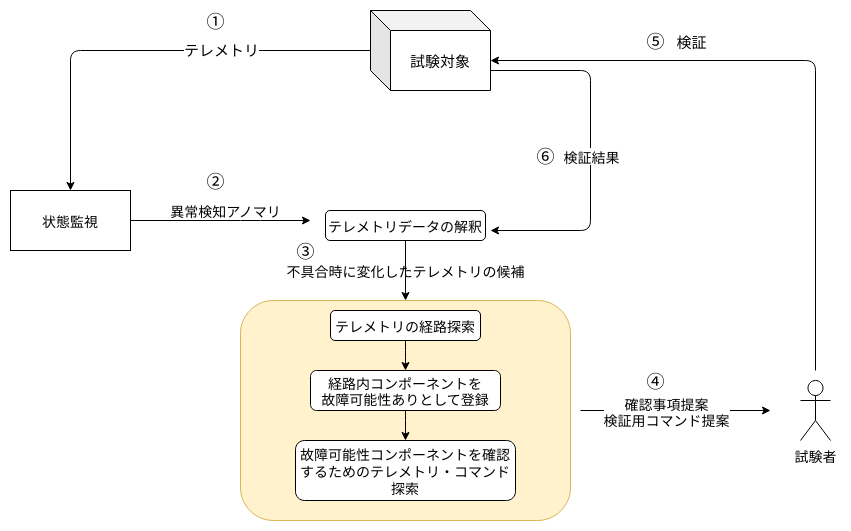 ①
テレメトリ
試験対象
⑤ 検証
⑥ 検証結果
②
状態監視
異常検知アノマリ
テレメトリデータの解釈
③
不具合時に変化したテレメトリの候補
テレメトリの経路探索
経路内コンポーネントを
故障可能性ありとして登録
④
確認事項提案
検証用コマンド提案
故障可能性コンポーネントを確認
するためのテレメトリ・コマンド
探索
試験者